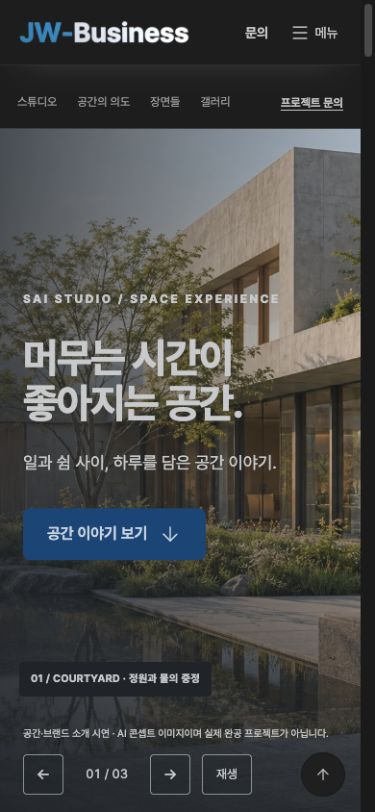 JW-Business
문의
메뉴
스튜디오 공간의 의도 장면들 갤러리 프로젝트 문의
SAI STUDIO / SPACE EXPERIENCE
머무는 시간이
좋아지는 공간.
일과 쉼 사이, 하루를 담은 공간 이야기.
공간 이야기 보기
01 / COURTYARD · 정원과 물의 중정
공간·브랜드 소개 시연 · AI 콘셉트 이미지이며 실제 완공 프로젝트가 아닙니다.
01 / 03
재생